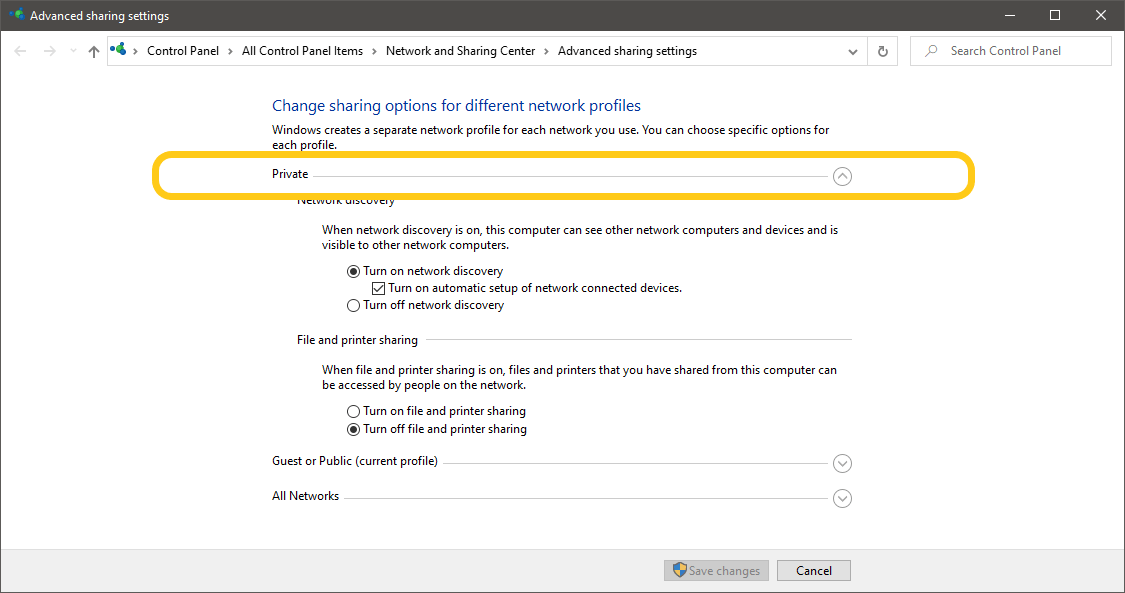 Advanced sharing settings
Control Panel > All Control Panel Items > Network and Sharing Center > Advanced sharing settings
Search Control Panel
Change sharing options for different network profiles
Windows creates a separate network profile for each network you use. You can choose specific options for
each profile.
Private
Network discovery
When network discovery is on, this computer can see other network computers and devices and is
visible to other network computers.
Turn on network discovery
Turn on automatic setup of network connected devices.
Turn off network discovery
File and printer sharing
When file and printer sharing is on, files and printers that you have shared from this computer can
be accessed by people on the network.
Turn on file and printer sharing
Turn off file and printer sharing
Guest or Public (current profile)
All Networks
Save changes
Cancel